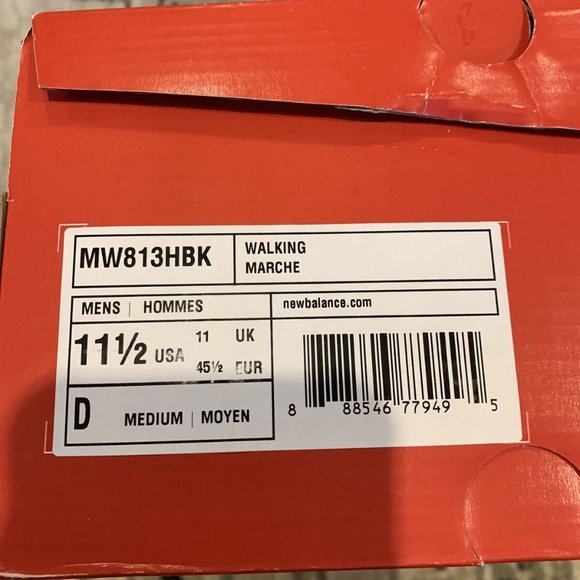 MW813HBK
WALKING
MARCHE
MENS | HOMMES
newbalance.com
11½ USA
11 UK
45½ EUR
D MEDIUM | MOYEN
8 88546 77949 5